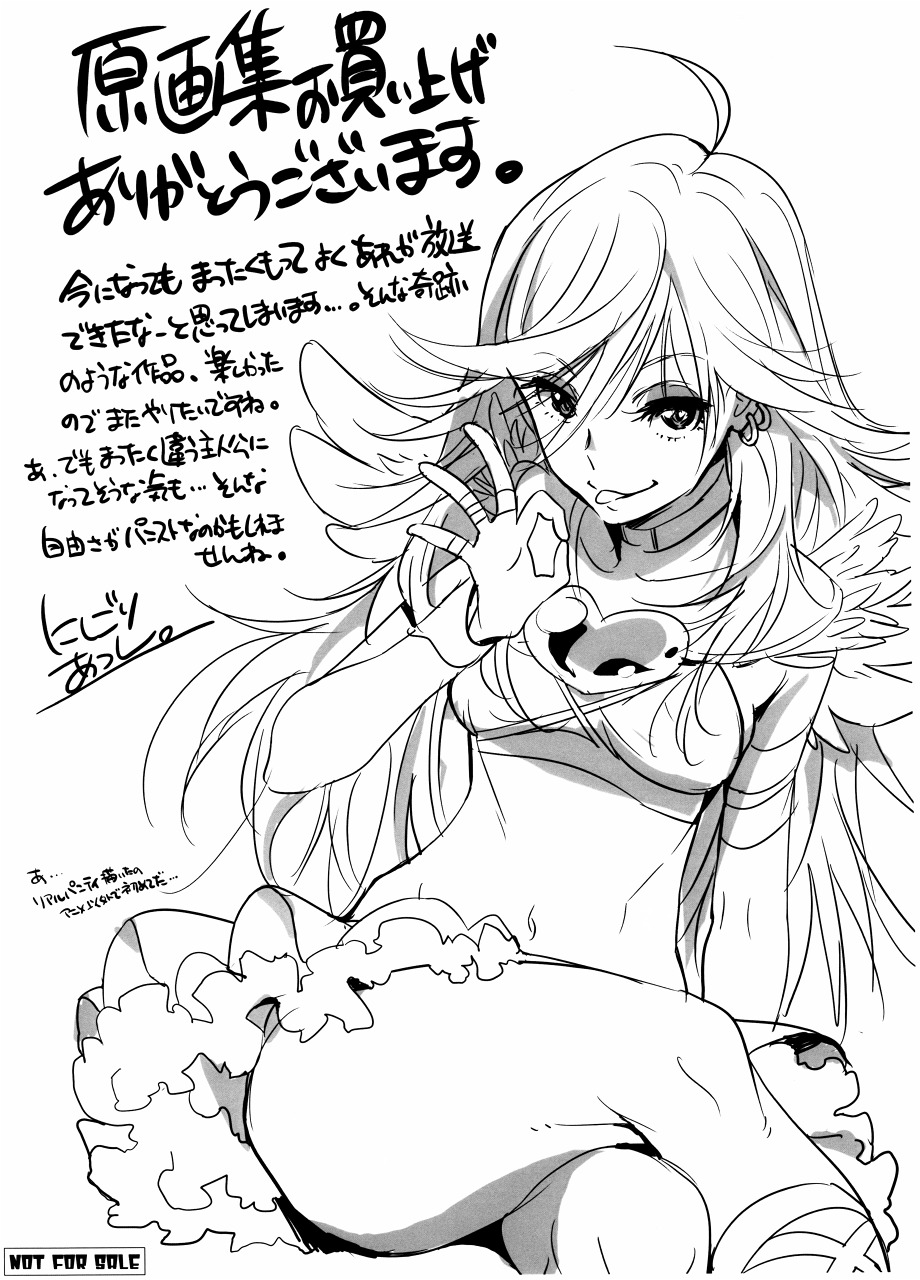 原画集お買い上げ
ありがとうございます。
今になっても まったくもって よく あれが 放送
できたなーと思ってしまいます…。そんな奇跡
のような作品、楽しかった
のでまたやりたいですね。
あ、でもまったく違う主人公に
なってそうな気も…そんな
自由さがパンストなのかもしれま
せんね。
にしごり
あつし。
あ…
リアルパンティ描いたの
アニメぶくりで初めてだ…
NOT FOR SALE